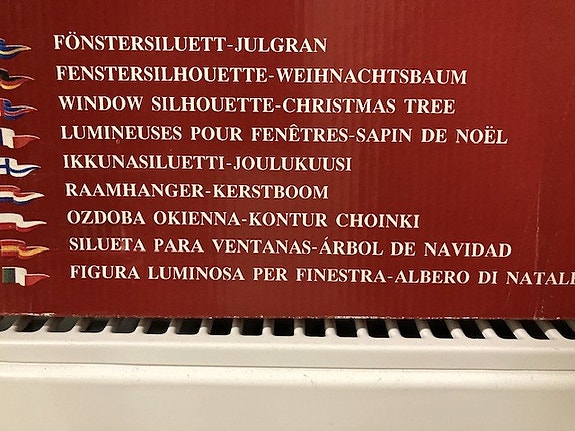 FÖNSTERSILUETT-JULGRAN
FENSTERSILHOUETTE-WEIHNACHTSBAUM
WINDOW SILHOUETTE-CHRISTMAS TREE
LUMINEUSES POUR FENÊTRES-SAPIN DE NOËL
IKKUNASILUETTI-JOULUKUUSI
RAAMHANGER-KERSTBOOM
OZDOBA OKIENNA-KONTUR CHOINKI
SILUETA PARA VENTANAS-ÁRBOL DE NAVIDAD
FIGURA LUMINOSA PER FINESTRA-ALBERO DI NATALE